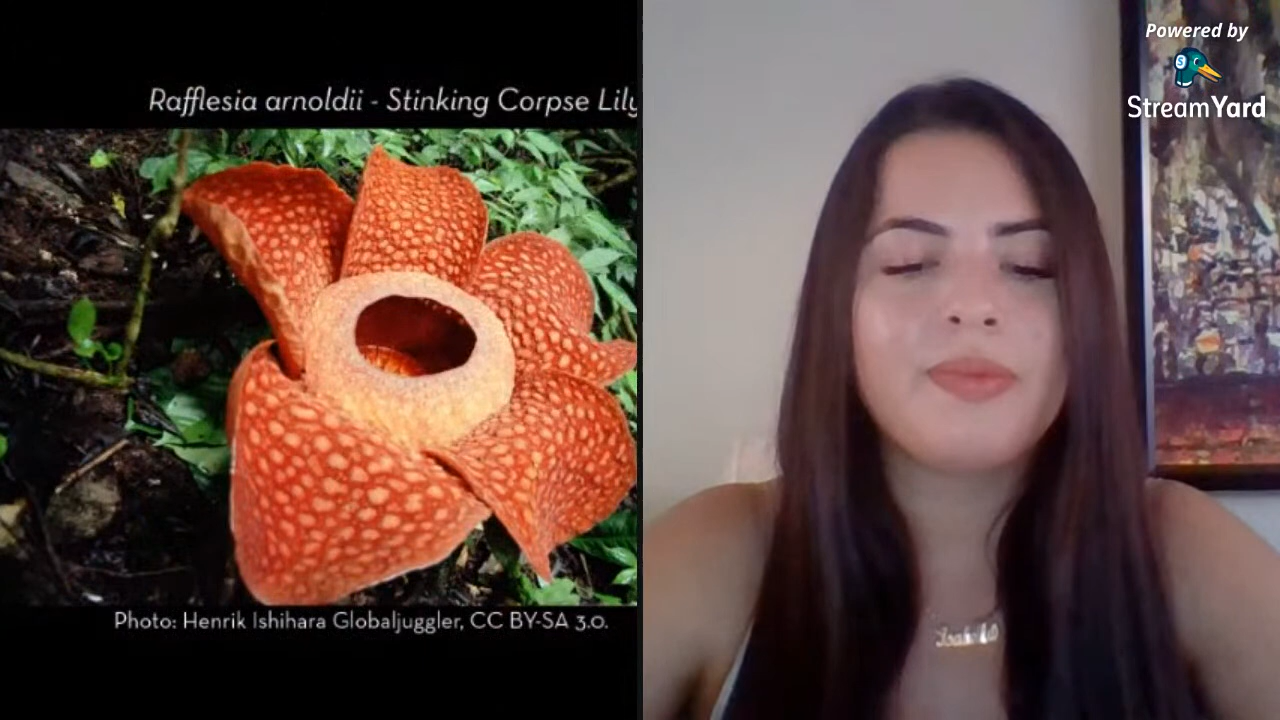 Rafflesia arnoldii - Stinking Corpse Lily
Photo: Henrik Ishihara Globaljuggler, CC BY-SA 3.0.
Powered by
StreamYard